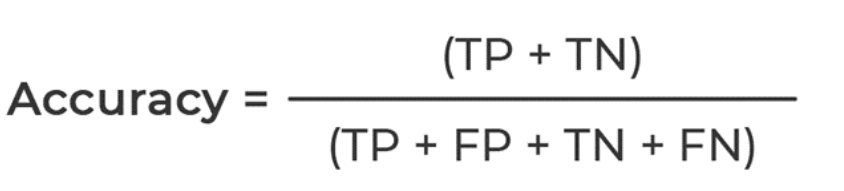 (TP + TN)
Accuracy =
(TP + FP + TN + FN)